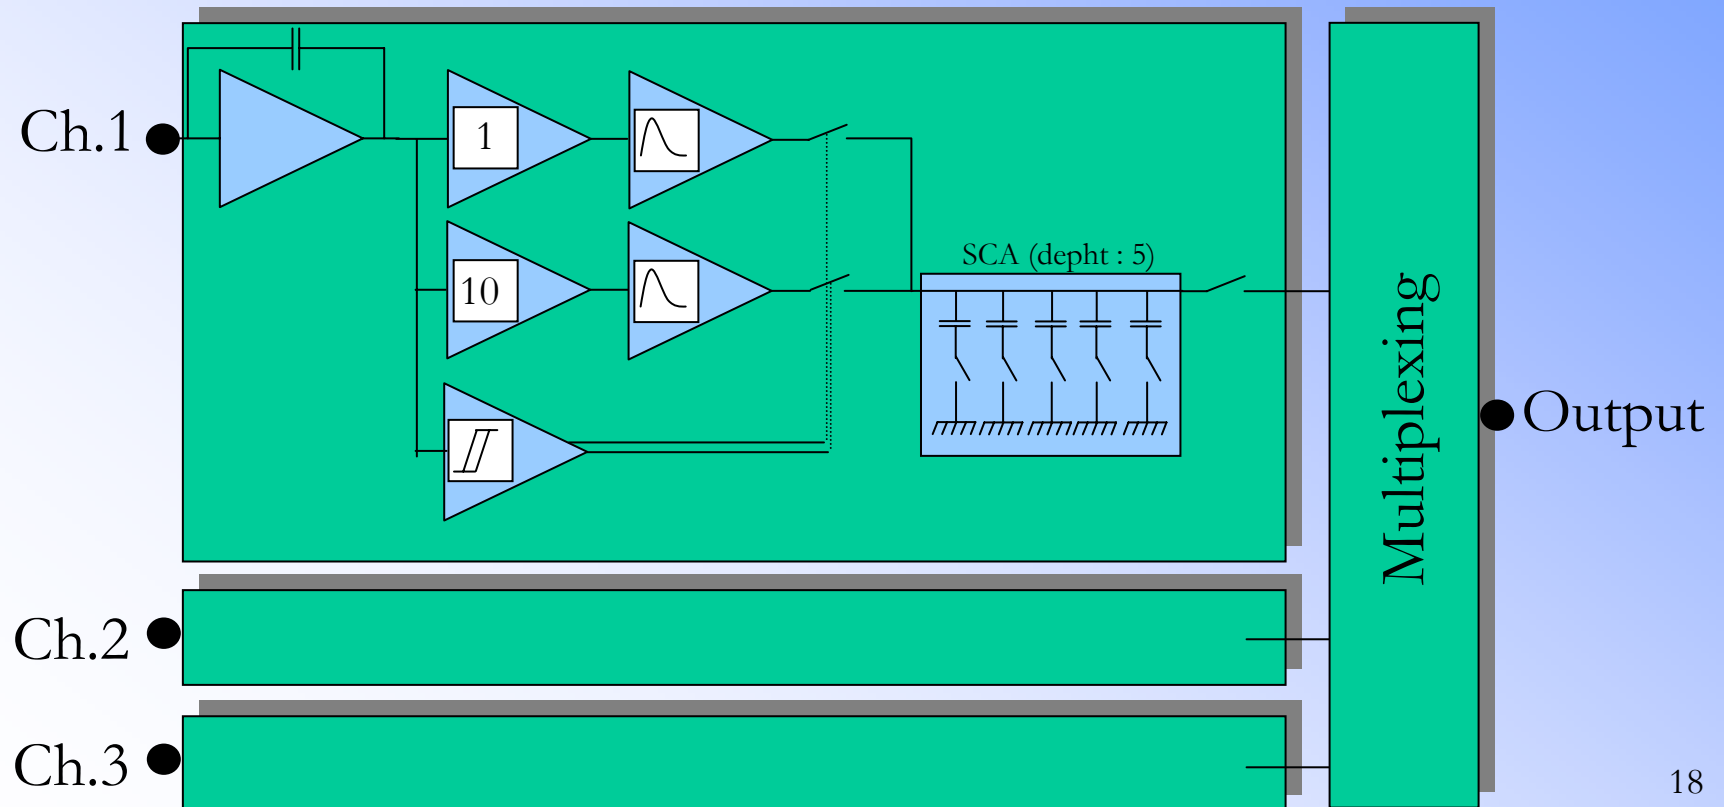 Ch.1
1
10
SCA (depht : 5)
Multiplexing
Output
Ch.2
Ch.3
18